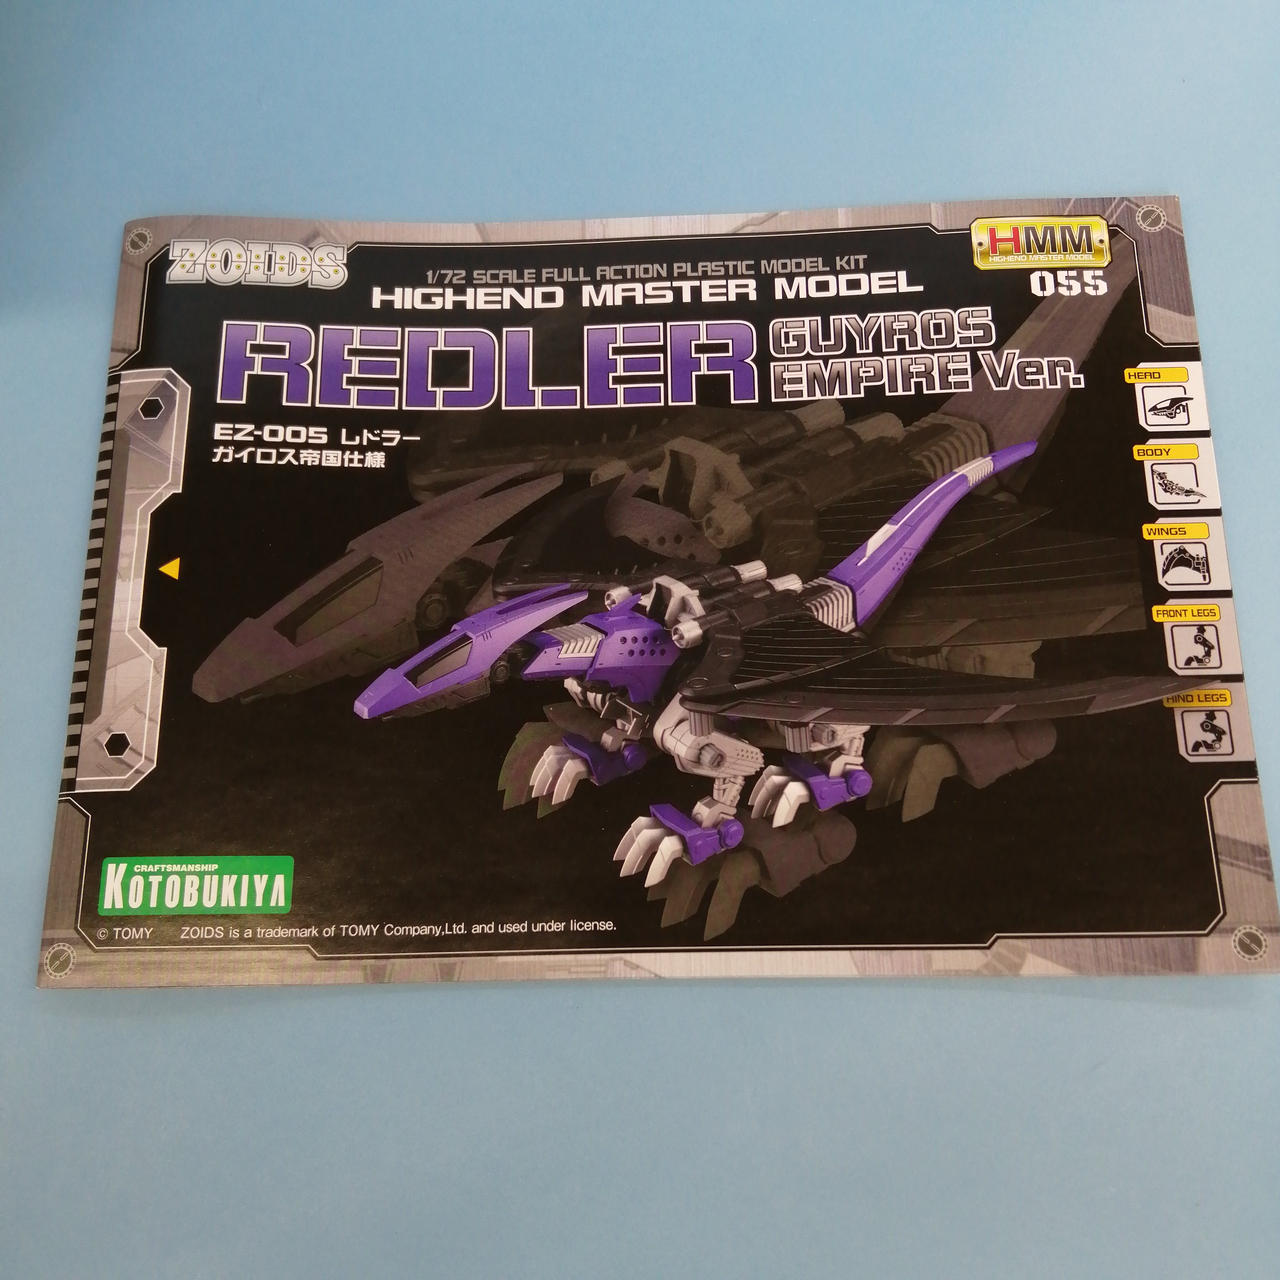 ZOIDS
1/72 SCALE FULL ACTION PLASTIC MODEL KIT
HIGHEND MASTER MODEL
HMM
HIGHEND MASTER MODEL
055
REDLER
GUYROS
EMPIRE Ver.
EZ-005 レドラー
ガイロス帝国仕様
HEAD
BODY
WINGS
FRONT LEGS
HIND LEGS
CRAFTSMANSHIP
KOTOBUKIYA
© TOMY ZOIDS is a trademark of TOMY Company,Ltd. and used under license.